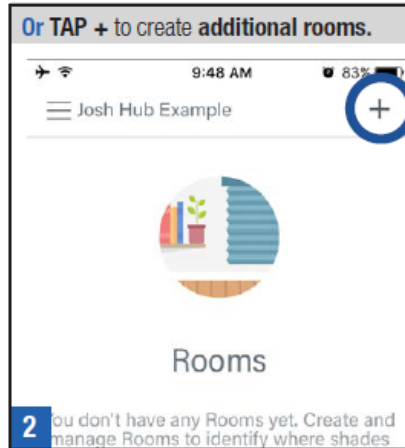 Or TAP + to create additional rooms.
9:48 AM 83%
Josh Hub Example +
Rooms
You don't have any Rooms yet. Create and
2 manage Rooms to identify where shades